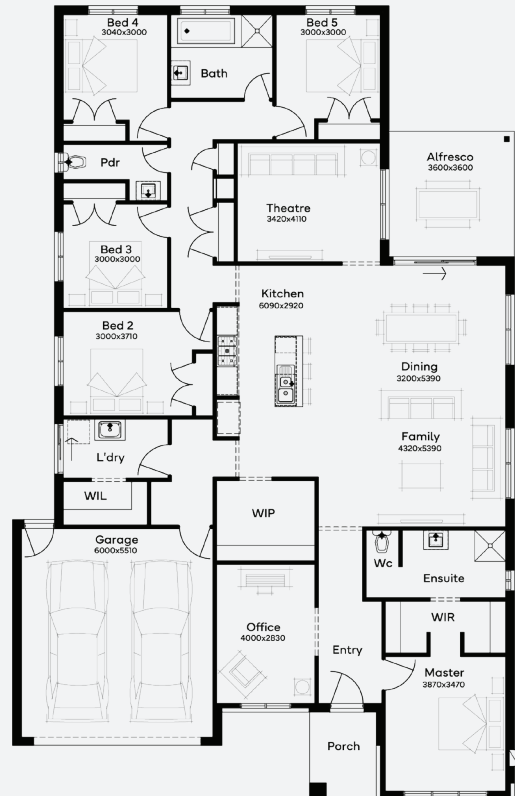 Bed 4
3040x3000
Bath
Bed 5
3000x3000
Pdr
Theatre
3420x4110
Alfresco
3600x3600
Bed 3
3000x3000
Kitchen
6090x2920
Bed 2
3000x3710
Dining
3200x5390
Family
4320x5390
L'dry
WIL
WIP
Garage
6000x5510
Wc
Ensuite
Office
4000x2830
WIR
Entry
Master
3870x3470
Porch